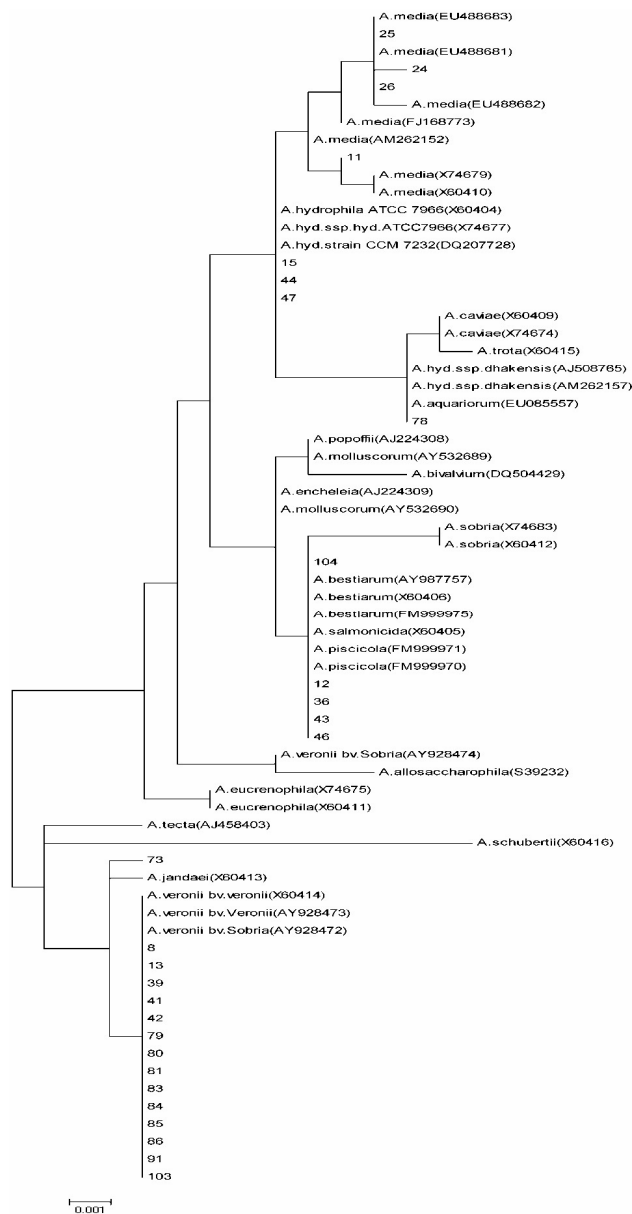 A.media(EU488683)
25
A.media(EU488681)
24
26
A.media(EU488682)
A.media(FJ168773)
A.media(AM262152)
11
A.media(X74679)
A.media(X60410)
A.hydrophila ATCC 7966(X60404)
A.hyd.ssp.hyd.ATCC7966(X74677)
A.hyd.strain CCM 7232(DQ207728)
15
44
47
A.caviae(X60409)
A.caviae(X74674)
A.trota(X60415)
A.hyd.ssp.dhakensis(AJ508765)
A.hyd.ssp.dhakensis(AM262157)
A.aquariorum(EU085557)
78
A.popoffii(AJ224308)
A.molluscorum(AY532689)
A.bivalvium(DQ504429)
A.encheleia(AJ224309)
A.molluscorum(AY532690)
A.sobria(X74683)
A.sobria(X60412)
104
A.bestiarum(AY987757)
A.bestiarum(X60406)
A.bestiarum(FM999975)
A.salmonicida(X60405)
A.piscicola(FM999971)
A.piscicola(FM999970)
12
36
43
46
A.veronii bv.Sobria(AY928474)
A.allosaccharophila(S39232)
A.eucrenophila(X74675)
A.eucrenophila(X60411)
A.tecta(AJ458403)
A.schubertii(X60416)
73
A.jandaei(X60413)
A.veronii bv.veronii(X60414)
A.veronii bv.Veronii(AY928473)
A.veronii bv.Sobria(AY928472)
8
13
39
41
42
79
80
81
83
84
85
86
91
103
0.001